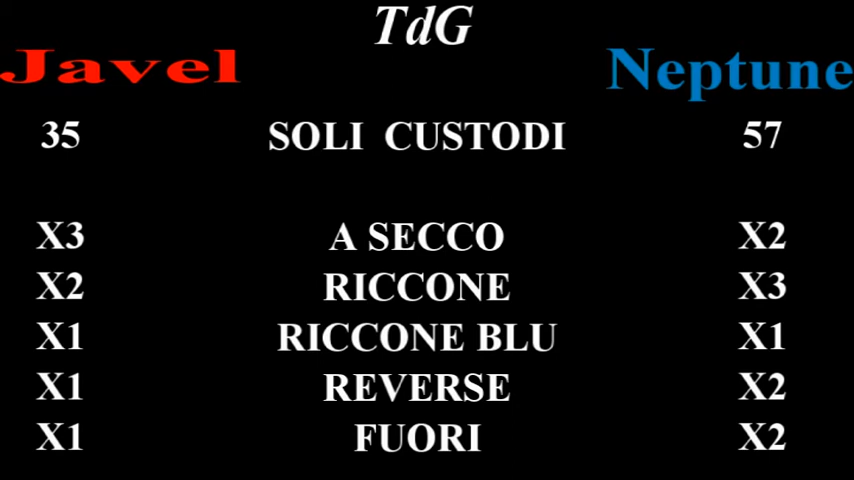 TdG
Javel Neptune
35 SOLI CUSTODI 57
X3 A SECCO X2
X2 RICCONE X3
X1 RICCONE BLU X1
X1 REVERSE X2
X1 FUORI X2